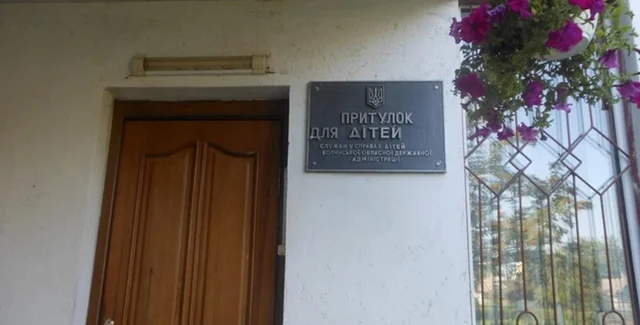 ПРИТУЛОК
ДЛЯ ДІТЕЙ
СЛУЖБИ У СПРАВАХ ДІТЕЙ
ВОЛИНСЬКОЇ ОБЛАСНОЇ ДЕРЖАВНОЇ
АДМІНІСТРАЦІЇ